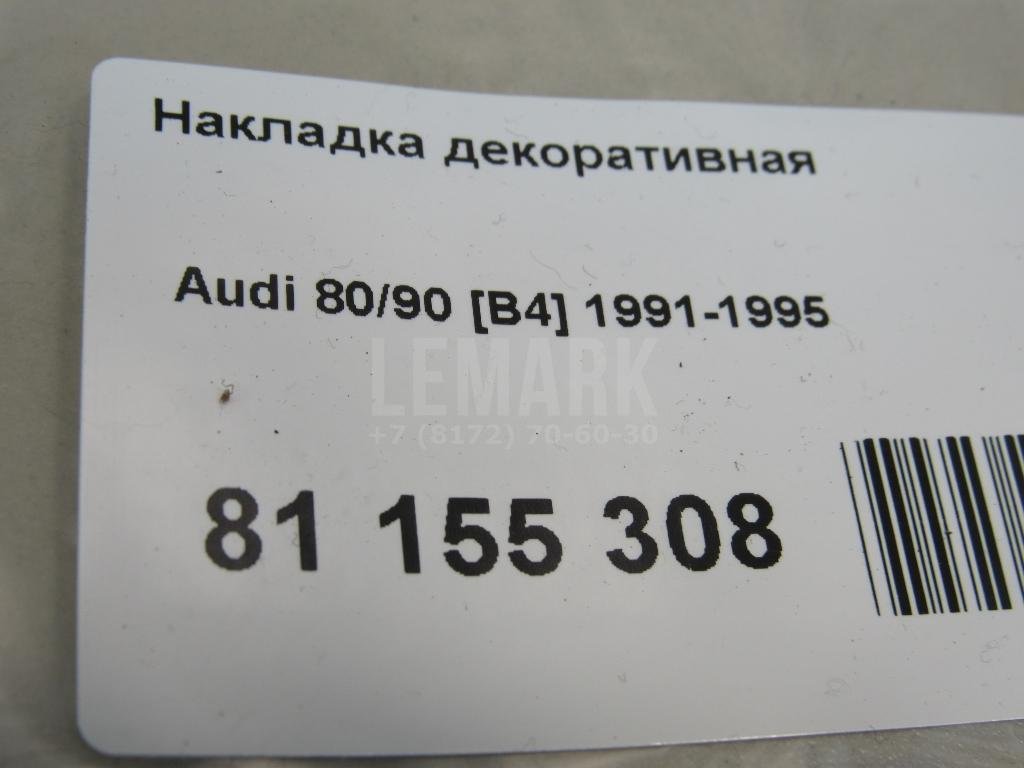 Накладка декоративная
Audi 80/90 [B4] 1991-1995
LEMARK
+7 (8172) 70-60-30
81 155 308